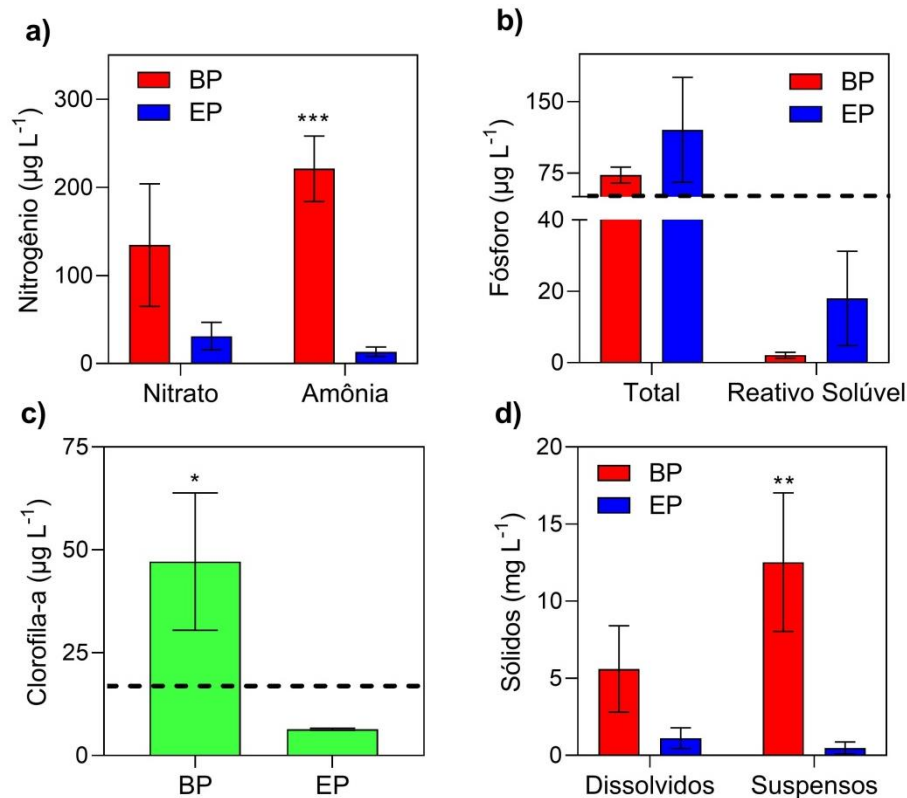 a)
Nitrogênio (µg L⁻¹)
300
200
100
0
BP
EP
***
Nitrato
Amônia
b)
Fósforo (µg L⁻¹)
150
75
40
20
0
BP
EP
Total
Reativo Solúvel
c)
Clorofila-a (µg L⁻¹)
75
50
25
0
*
BP
EP
d)
Sólidos (mg L⁻¹)
20
15
10
5
0
BP
EP
**
Dissolvidos
Suspensos